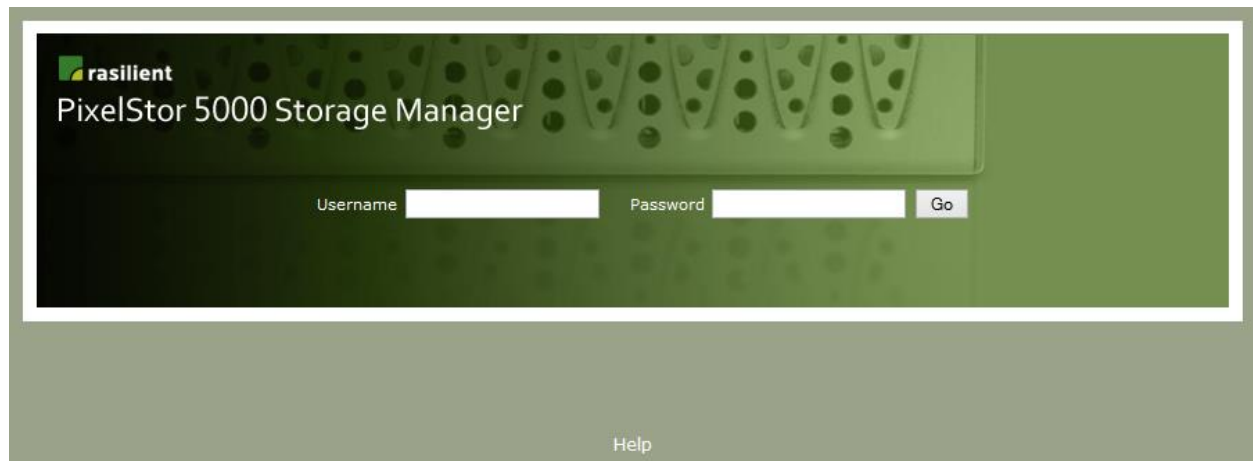 rasilient
PixelStor 5000 Storage Manager
Username Password Go
Help